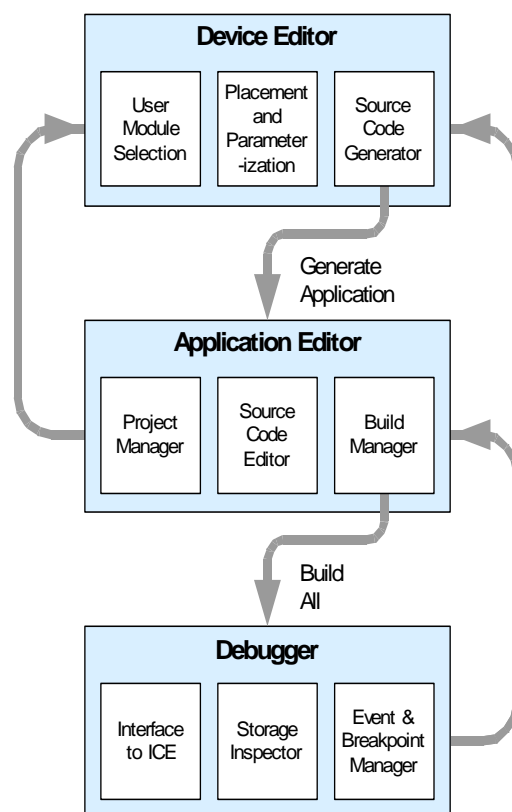 Device Editor
User
Module
Selection
Placement
and
Parameter
-ization
Source
Code
Generator
Generate
Application
Application Editor
Project
Manager
Source
Code
Editor
Build
Manager
Build
All
Debugger
Interface
to ICE
Storage
Inspector
Event &
Breakpoint
Manager